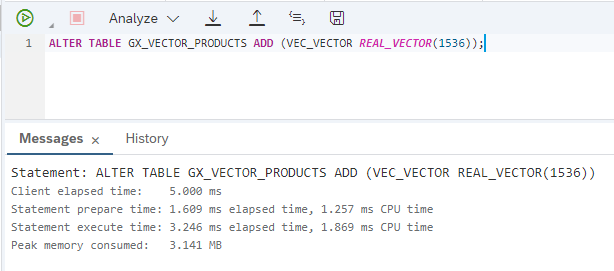 Analyze
1 ALTER TABLE GX_VECTOR_PRODUCTS ADD (VEC_VECTOR REAL_VECTOR(1536));
Messages × History
Statement: ALTER TABLE GX_VECTOR_PRODUCTS ADD (VEC_VECTOR REAL_VECTOR(1536))
Client elapsed time: 5.000 ms
Statement prepare time: 1.609 ms elapsed time, 1.257 ms CPU time
Statement execute time: 3.246 ms elapsed time, 1.869 ms CPU time
Peak memory consumed: 3.141 MB